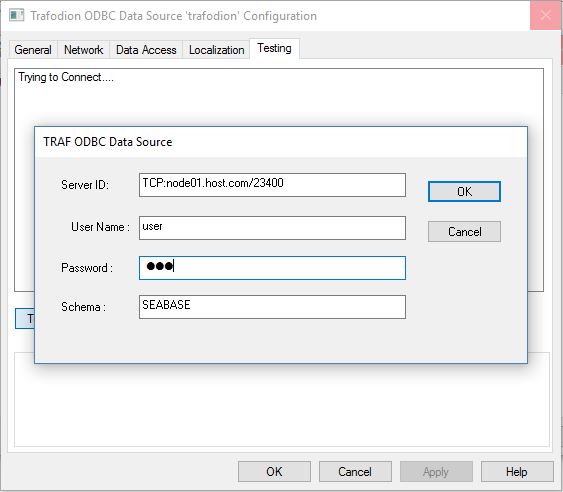 Trafodion ODBC Data Source 'trafodion' Configuration
General Network Data Access Localization Testing
Trying to Connect....
TRAF ODBC Data Source
Server ID: TCP:node01.host.com/23400 OK
User Name : user Cancel
Password : ●●●
Schema : SEABASE
OK Cancel Apply Help